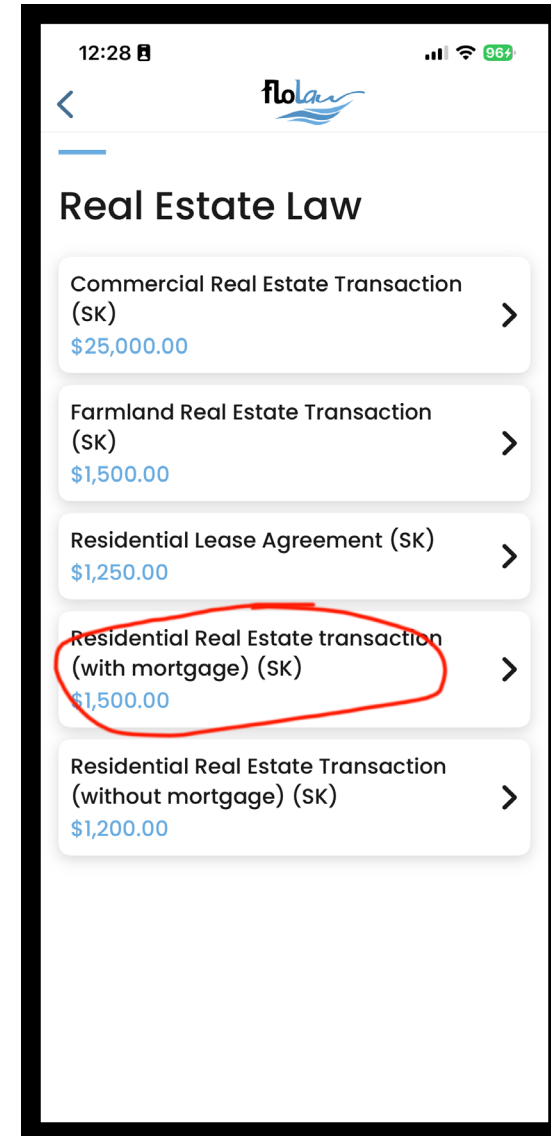 12:28
96
flolaw
Real Estate Law
Commercial Real Estate Transaction
(SK)
$25,000.00
Farmland Real Estate Transaction
(SK)
$1,500.00
Residential Lease Agreement (SK)
$1,250.00
Residential Real Estate transaction
(with mortgage) (SK)
$1,500.00
Residential Real Estate Transaction
(without mortgage) (SK)
$1,200.00